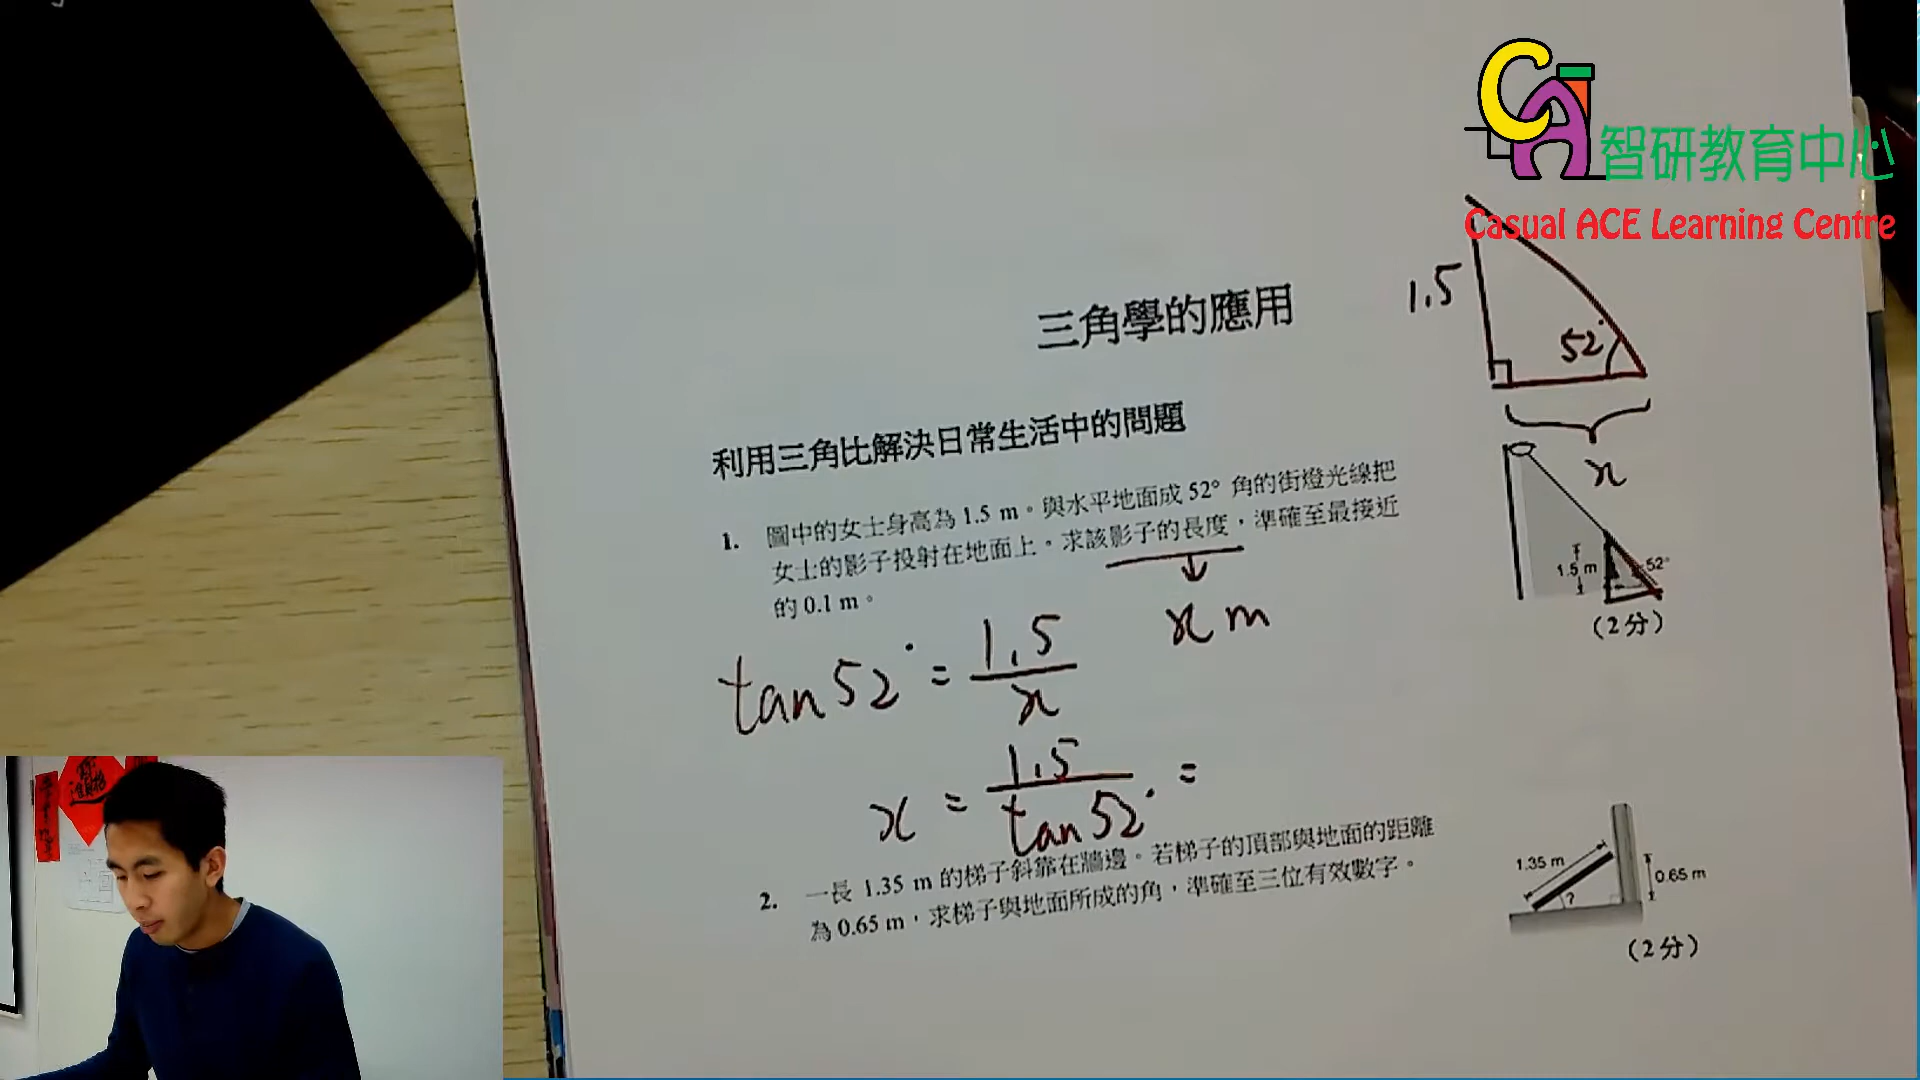 智研教育中心
Casual ACE Learning Centre
三角學的應用
1.5
52°
x
利用三角比解決日常生活中的問題
1. 圖中的女士身高為 1.5 m。與水平地面成 52° 角的街燈光線把
女士的影子投射在地面上。求該影子的長度，準確至最接近
的 0.1 m。
1.5 m
52°
(2分)
x m
tan 52° = 1.5 / x
x = 1.5 / tan 52° =
2. 一長 1.35 m 的梯子斜靠在牆邊。若梯子的頂部與地面的距離
為 0.65 m，求梯子與地面所成的角，準確至三位有效數字。
1.35 m
0.65 m
?
(2分)